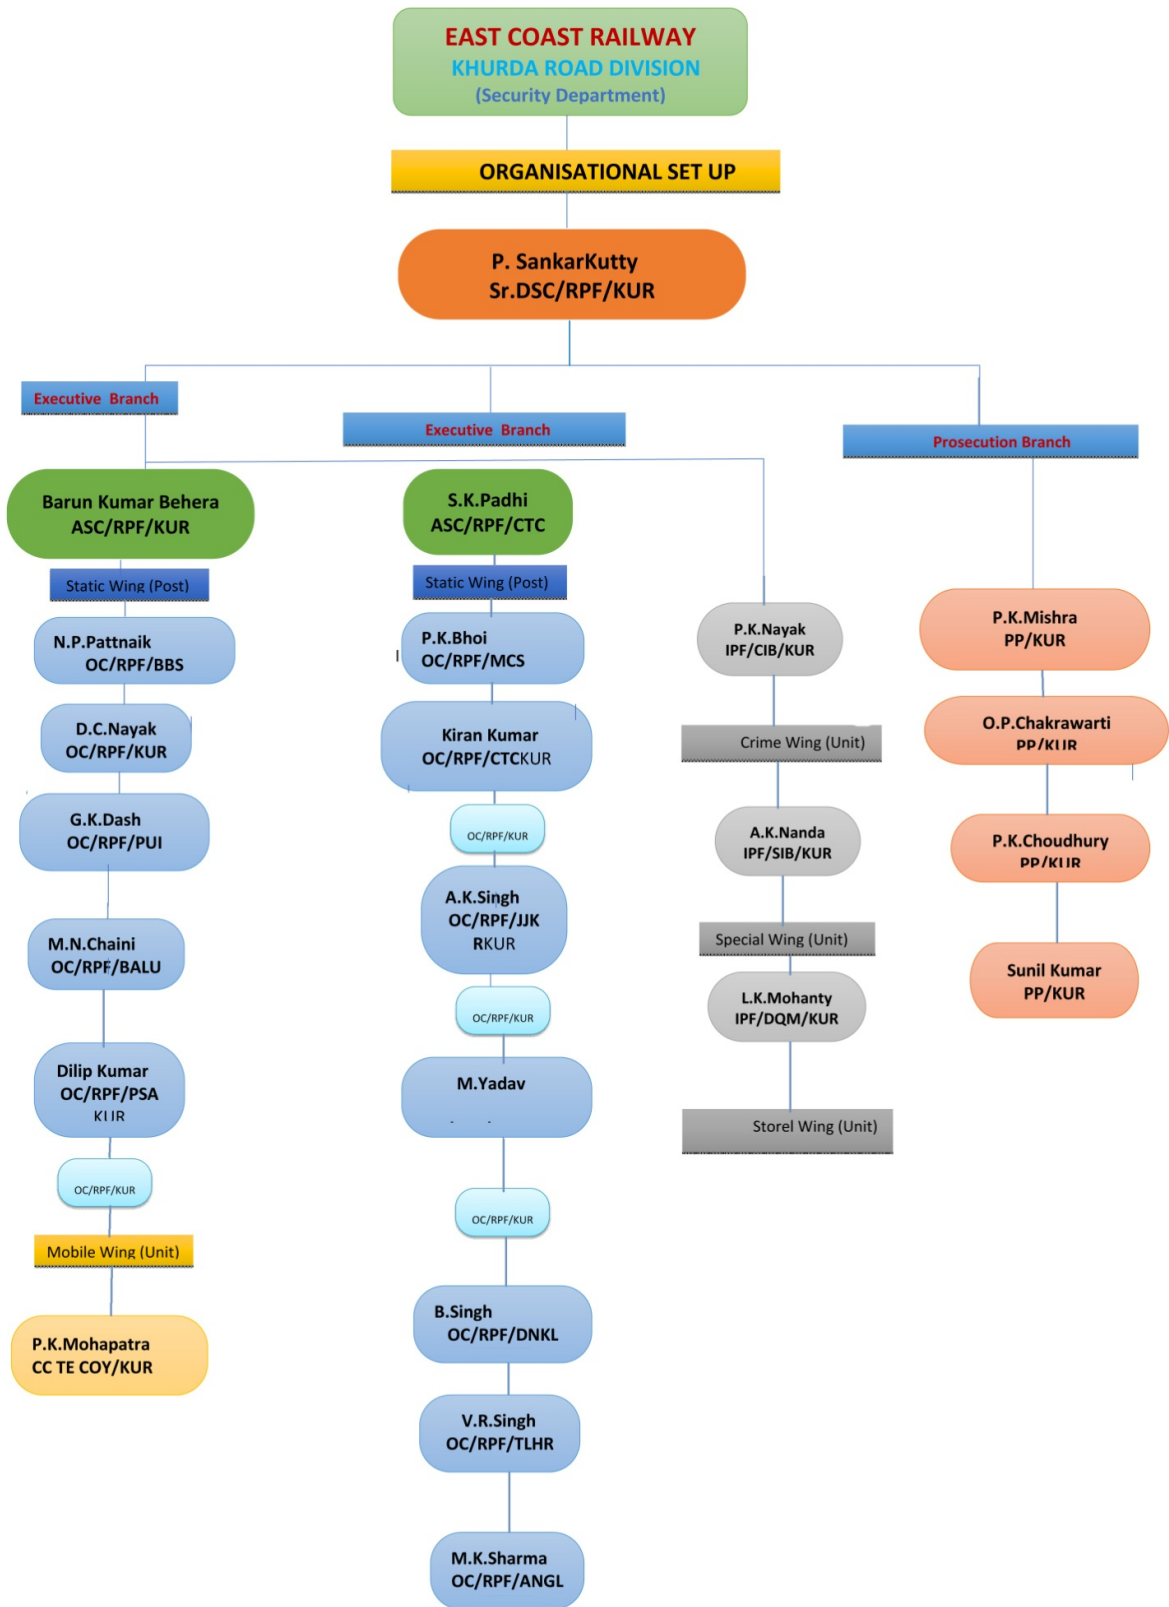 EAST COAST RAILWAY
KHURDA ROAD DIVISION
(Security Department)
ORGANISATIONAL SET UP
P. SankarKutty
Sr.DSC/RPF/KUR
Executive Branch
Executive Branch
Prosecution Branch
Barun Kumar Behera
ASC/RPF/KUR
Static Wing (Post)
N.P.Pattnaik
OC/RPF/BBS
D.C.Nayak
OC/RPF/KUR
G.K.Dash
OC/RPF/PUI
M.N.Chaini
OC/RPF/BALU
Dilip Kumar
OC/RPF/PSA
KUR
OC/RPF/KUR
Mobile Wing (Unit)
P.K.Mohapatra
CC TE COY/KUR
S.K.Padhi
ASC/RPF/CTC
Static Wing (Post)
P.K.Bhoi
OC/RPF/MCS
Kiran Kumar
OC/RPF/CTCKUR
OC/RPF/KUR
A.K.Singh
OC/RPF/JJK
RKUR
OC/RPF/KUR
M.Yadav
OC/RPF/KUR
B.Singh
OC/RPF/DNKL
V.R.Singh
OC/RPF/TLHR
M.K.Sharma
OC/RPF/ANGL
P.K.Nayak
IPF/CIB/KUR
Crime Wing (Unit)
A.K.Nanda
IPF/SIB/KUR
Special Wing (Unit)
L.K.Mohanty
IPF/DQM/KUR
Storel Wing (Unit)
P.K.Mishra
PP/KUR
O.P.Chakrawarti
PP/KUR
P.K.Choudhury
PP/KUR
Sunil Kumar
PP/KUR